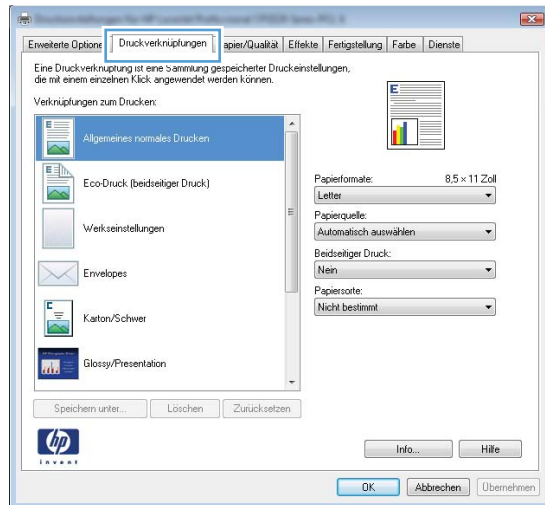 Erweiterte Optione
Druckverknüpfungen
apier/Qualität
Effekte
Fertigstellung
Farbe
Dienste
Eine Druckverknüpfung ist eine Sammlung gespeicherter Druckeinstellungen,
die mit einem einzelnen Klick angewendet werden können.
Verknüpfungen zum Drucken:
Allgemeines normales Drucken
Eco-Druck (beidseitiger Druck)
Werkseinstellungen
Envelopes
Karton/Schwer
Glossy/Presentation
Papierformate: 8,5 × 11 Zoll
Letter
Papierquelle:
Automatisch auswählen
Beidseitiger Druck:
Nein
Papiersorte:
Nicht bestimmt
Speichern unter...
Löschen
Zurücksetzen
hp
invent
Info...
Hilfe
OK
Abbrechen
Übernehmen